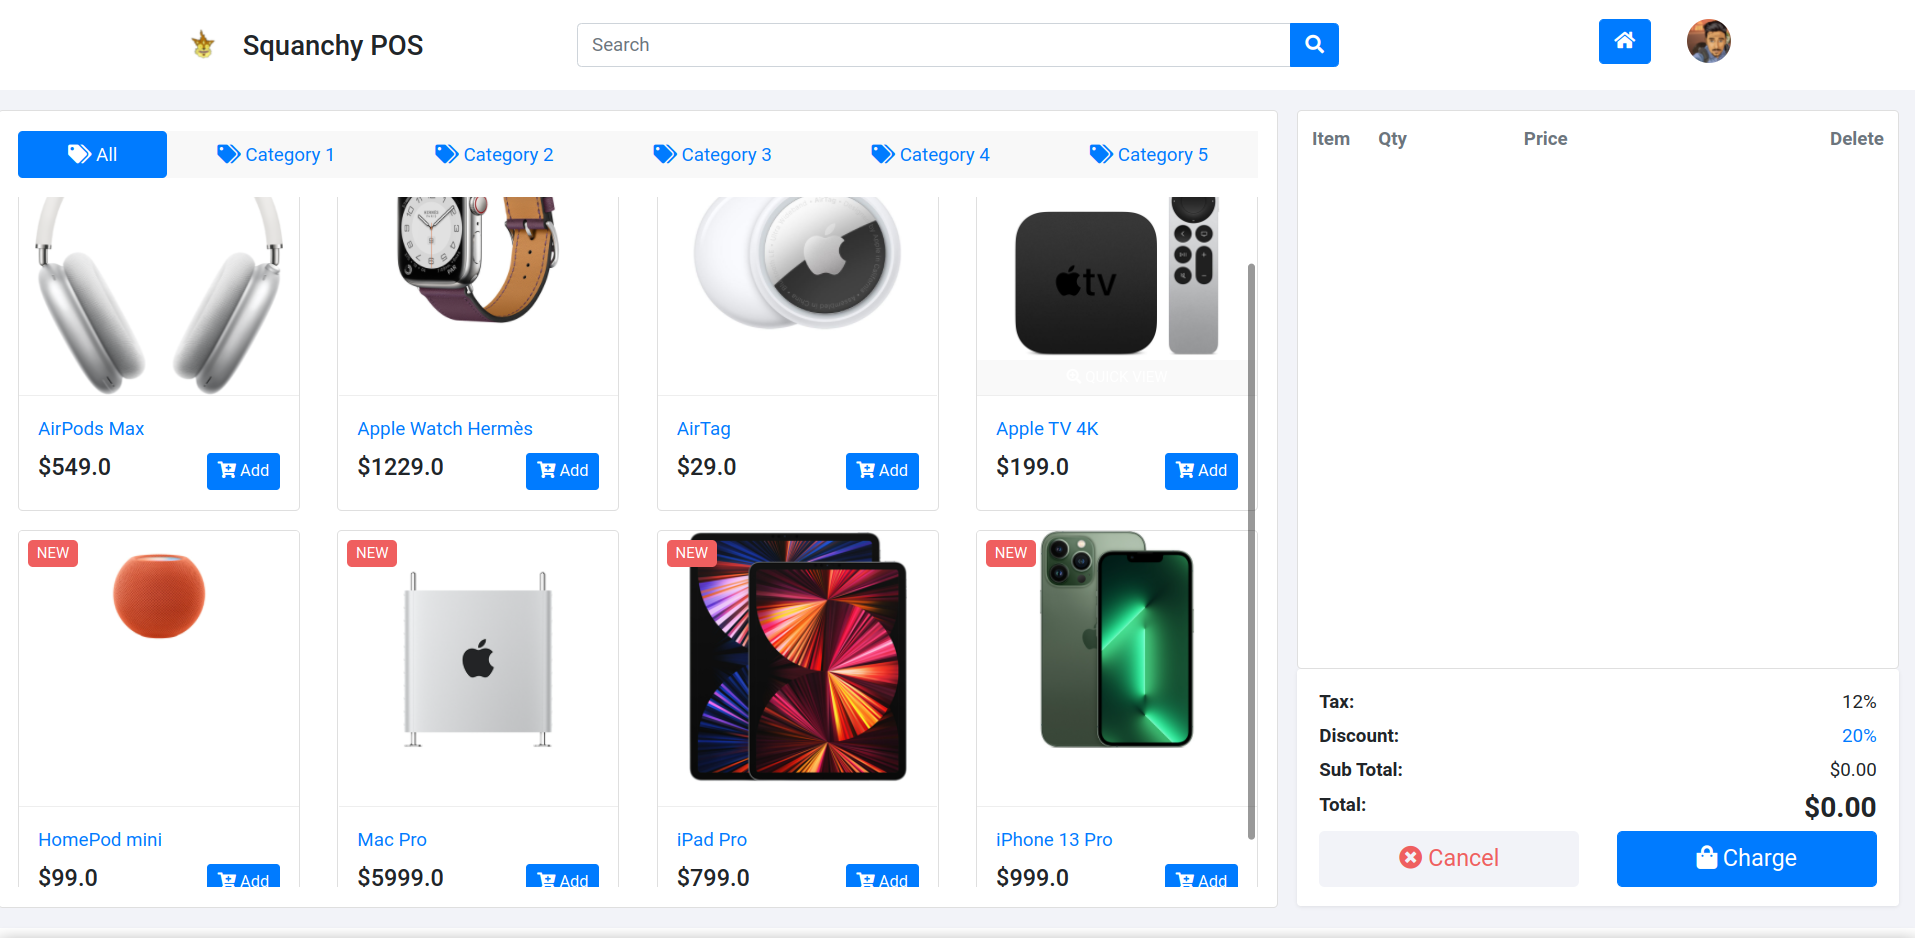 Squanchy POS
Search
All
Category 1
Category 2
Category 3
Category 4
Category 5
Item
Qty
Price
Delete
tv
QUICK VIEW
AirPods Max
$549.0
Add
Apple Watch Hermès
$1229.0
Add
AirTag
$29.0
Add
Apple TV 4K
$199.0
Add
NEW
HomePod mini
$99.0
Add
NEW
Mac Pro
$5999.0
Add
NEW
iPad Pro
$799.0
Add
NEW
iPhone 13 Pro
$999.0
Add
Tax: 12%
Discount: 20%
Sub Total: $0.00
Total: $0.00
Cancel
Charge